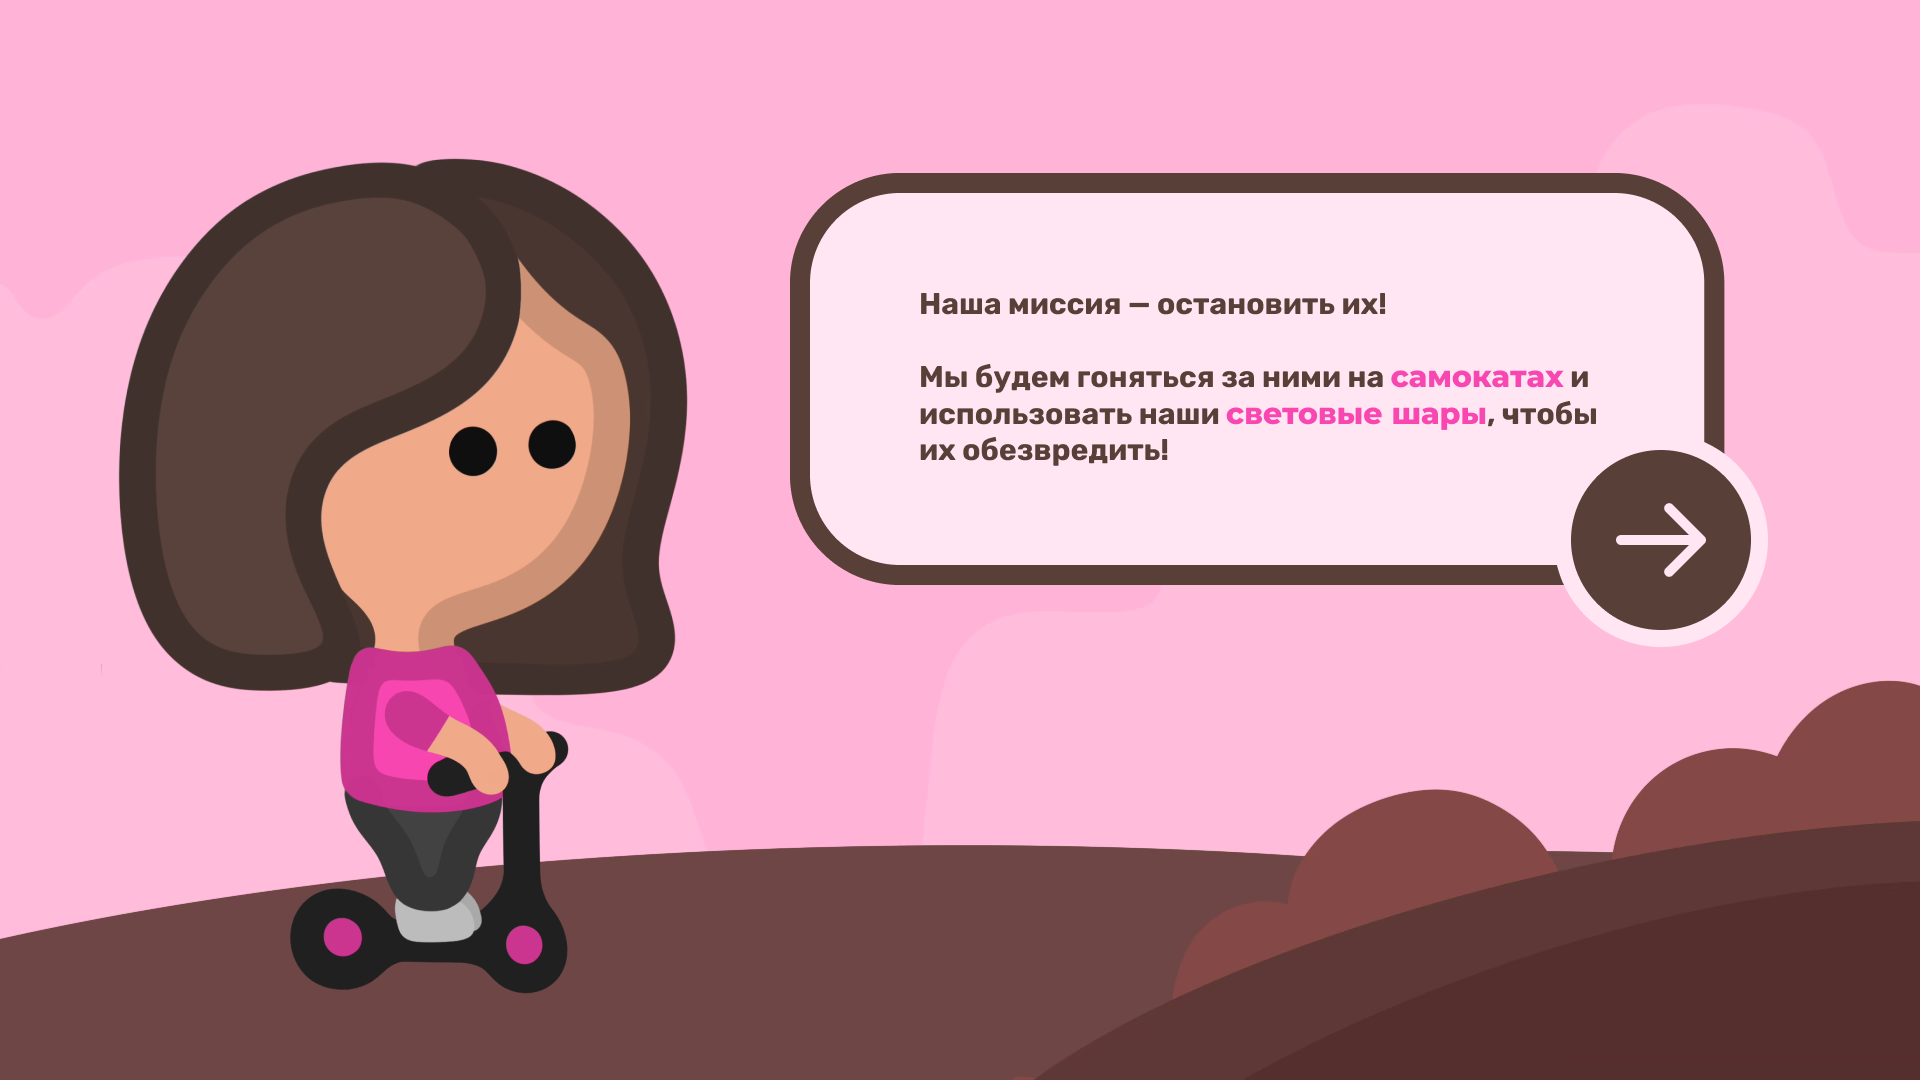 Наша миссия — остановить их!
Мы будем гоняться за ними на самокатах и
использовать наши световые шары, чтобы
их обезвредить!